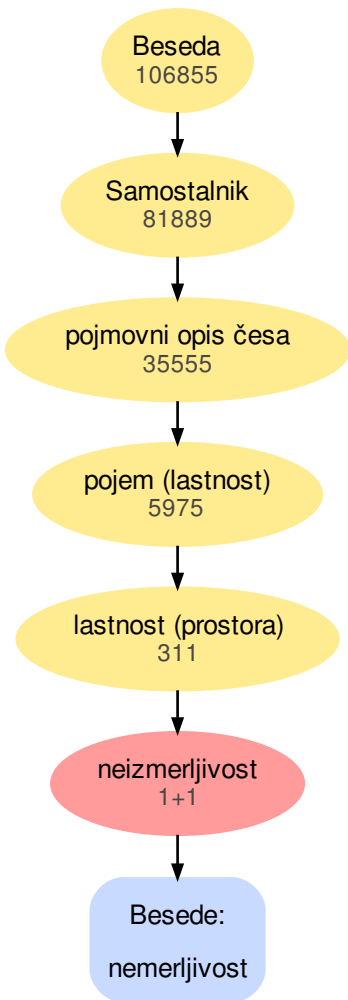 Beseda
106855
Samostalnik
81889
pojmovni opis česa
35555
pojem (lastnost)
5975
lastnost (prostora)
311
neizmerljivost
1+1
Besede:
nemerljivost